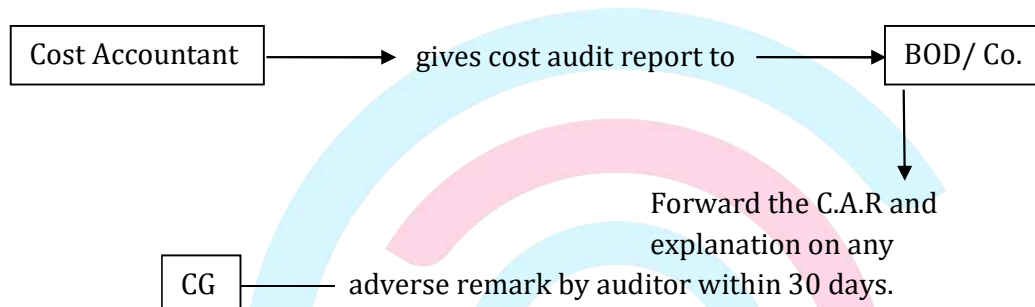 Cost Accountant gives cost audit report to BOD/ Co.
Forward the C.A.R and
explanation on any
CG adverse remark by auditor within 30 days.